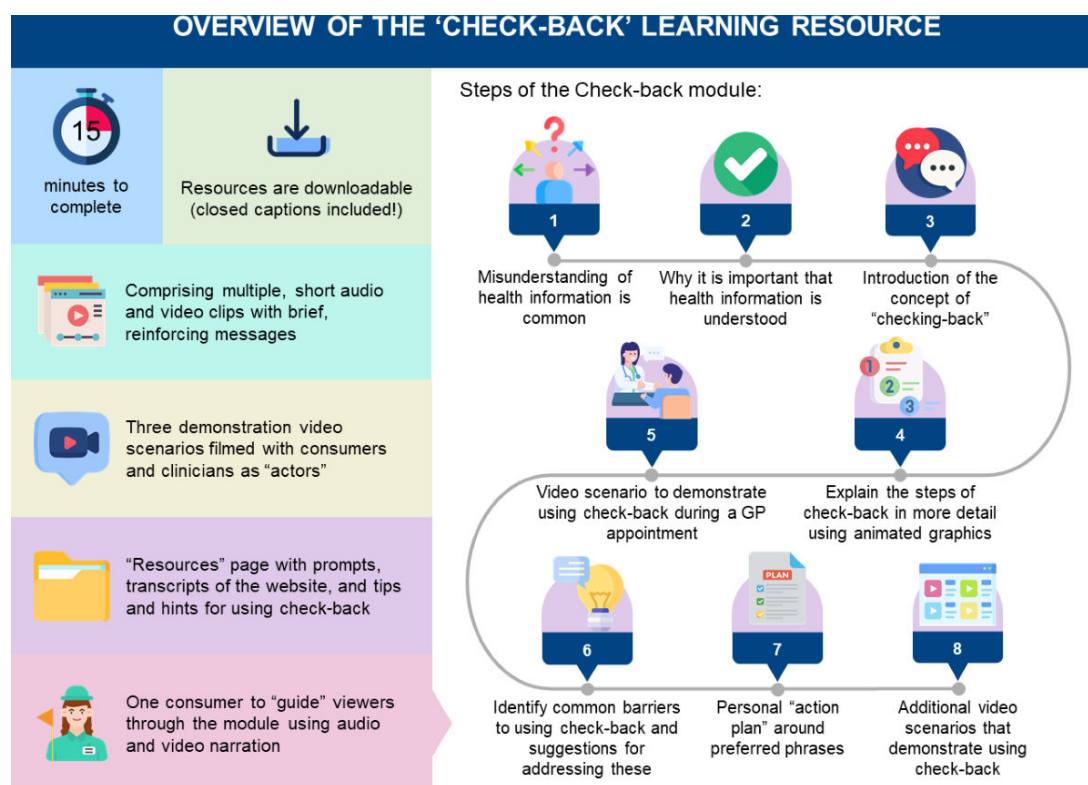 OVERVIEW OF THE ‘CHECK-BACK’ LEARNING RESOURCE
15
minutes to
complete
Resources are downloadable
(closed captions included!)
Comprising multiple, short audio
and video clips with brief,
reinforcing messages
Three demonstration video
scenarios filmed with consumers
and clinicians as “actors”
“Resources” page with prompts,
transcripts of the website, and tips
and hints for using check-back
One consumer to “guide” viewers
through the module using audio
and video narration
Steps of the Check-back module:
?
1
Misunderstanding of
health information is
common
2
Why it is important that
health information is
understood
3
Introduction of the
concept of
“checking-back”
1
2
3
4
Explain the steps of
check-back in more detail
using animated graphics
5
Video scenario to demonstrate
using check-back during a GP
appointment
6
Identify common barriers
to using check-back and
suggestions for
addressing these
PLAN
7
Personal “action
plan” around
preferred phrases
8
Additional video
scenarios that
demonstrate using
check-back